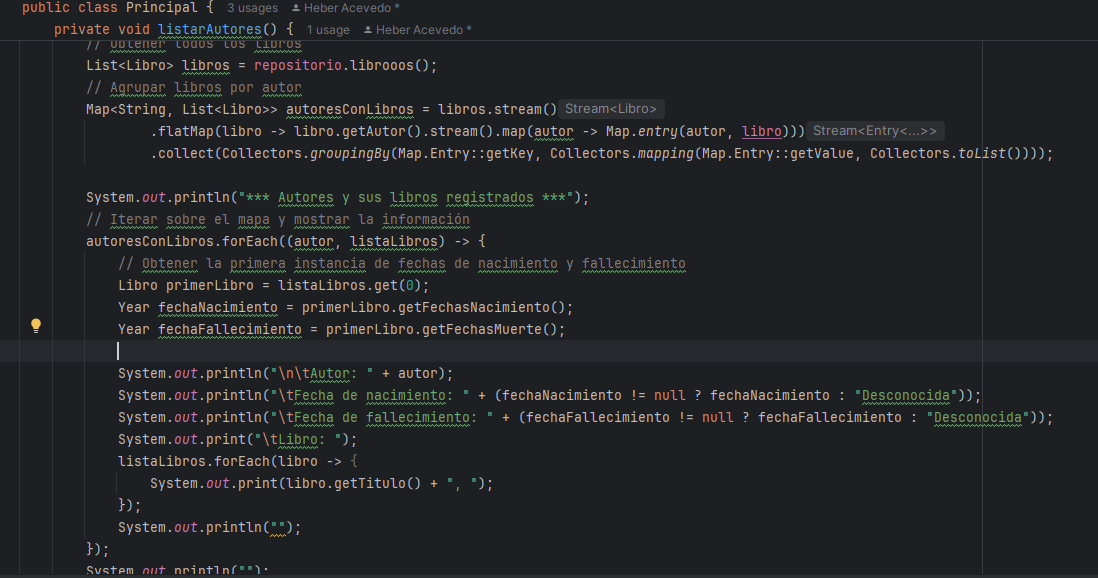 public class Principal {  3 usages  Heber Acevedo *
private void listarAutores() {  1 usage  Heber Acevedo *
// Obtener todos los libros
List<Libro> libros = repositorio.librooos();
// Agrupar libros por autor
Map<String, List<Libro>> autoresConLibros = libros.stream() Stream<Libro>
.flatMap(libro -> libro.getAutor().stream().map(autor -> Map.entry(autor, libro))) Stream<Entry<...>>
.collect(Collectors.groupingBy(Map.Entry::getKey, Collectors.mapping(Map.Entry::getValue, Collectors.toList())));
System.out.println("*** Autores y sus libros registrados ***");
// Iterar sobre el mapa y mostrar la información
autoresConLibros.forEach((autor, listaLibros) -> {
// Obtener la primera instancia de fechas de nacimiento y fallecimiento
Libro primerLibro = listaLibros.get(0);
Year fechaNacimiento = primerLibro.getFechasNacimiento();
Year fechaFallecimiento = primerLibro.getFechasMuerte();
System.out.println("\n\tAutor: " + autor);
System.out.println("\tFecha de nacimiento: " + (fechaNacimiento != null ? fechaNacimiento : "Desconocida"));
System.out.println("\tFecha de fallecimiento: " + (fechaFallecimiento != null ? fechaFallecimiento : "Desconocida"));
System.out.print("\tLibro: ");
listaLibros.forEach(libro -> {
System.out.print(libro.getTitulo() + ", ");
});
System.out.println("");
});
System.out.println("");